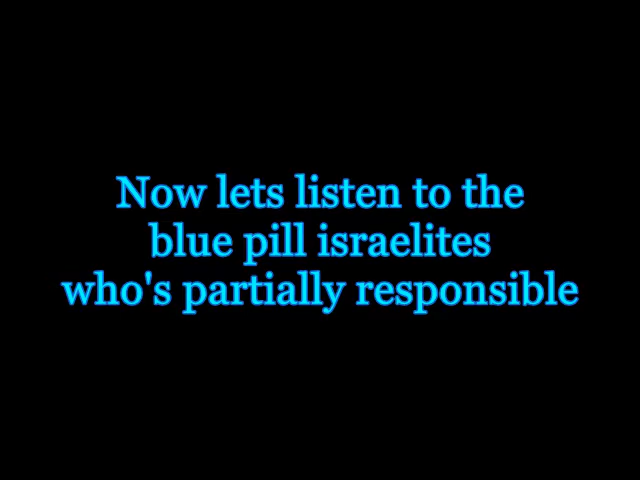 Now lets listen to the
blue pill israelites
who's partially responsible